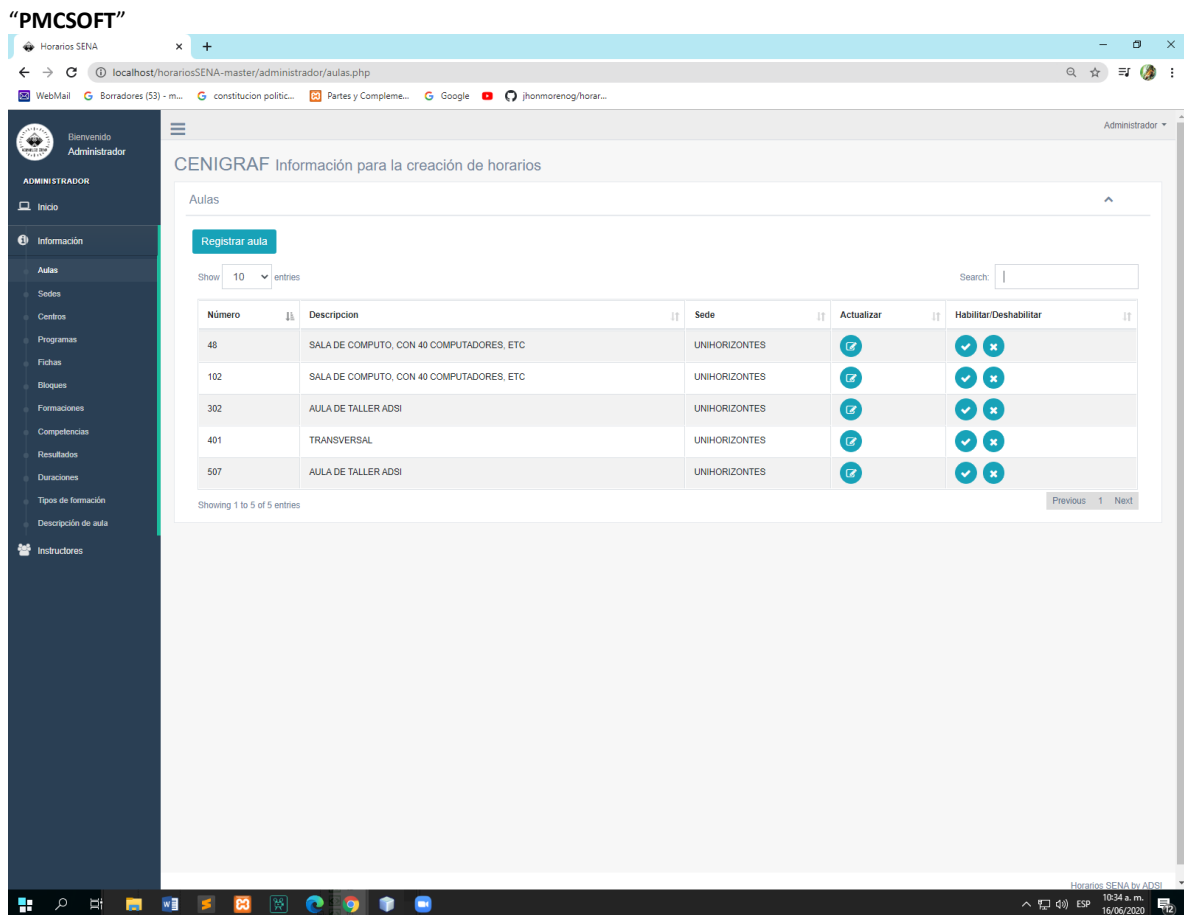 “PMCSOFT”
Horarios SENA
localhost/horariosSENA-master/administrador/aulas.php
WebMail
Borradores (53) - m...
constitucion politic...
Partes y Compleme...
Google
jhonmorenog/horar...
Bienvenido
Administrador
Administrador
ADMINISTRADOR
Inicio
Información
Aulas
Sedes
Centros
Programas
Fichas
Bloques
Formaciones
Competencias
Resultados
Duraciones
Tipos de formación
Descripción de aula
Instructores
CENIGRAF Información para la creación de horarios
Aulas
Registrar aula
Show 10 entries Search:
Número Descripcion Sede Actualizar Habilitar/Deshabilitar
48 SALA DE COMPUTO, CON 40 COMPUTADORES, ETC UNIHORIZONTES
102 SALA DE COMPUTO, CON 40 COMPUTADORES, ETC UNIHORIZONTES
302 AULA DE TALLER ADSI UNIHORIZONTES
401 TRANSVERSAL UNIHORIZONTES
507 AULA DE TALLER ADSI UNIHORIZONTES
Showing 1 to 5 of 5 entries Previous 1 Next
Horarios SENA by ADSI
ESP
10:34 a. m.
16/06/2020